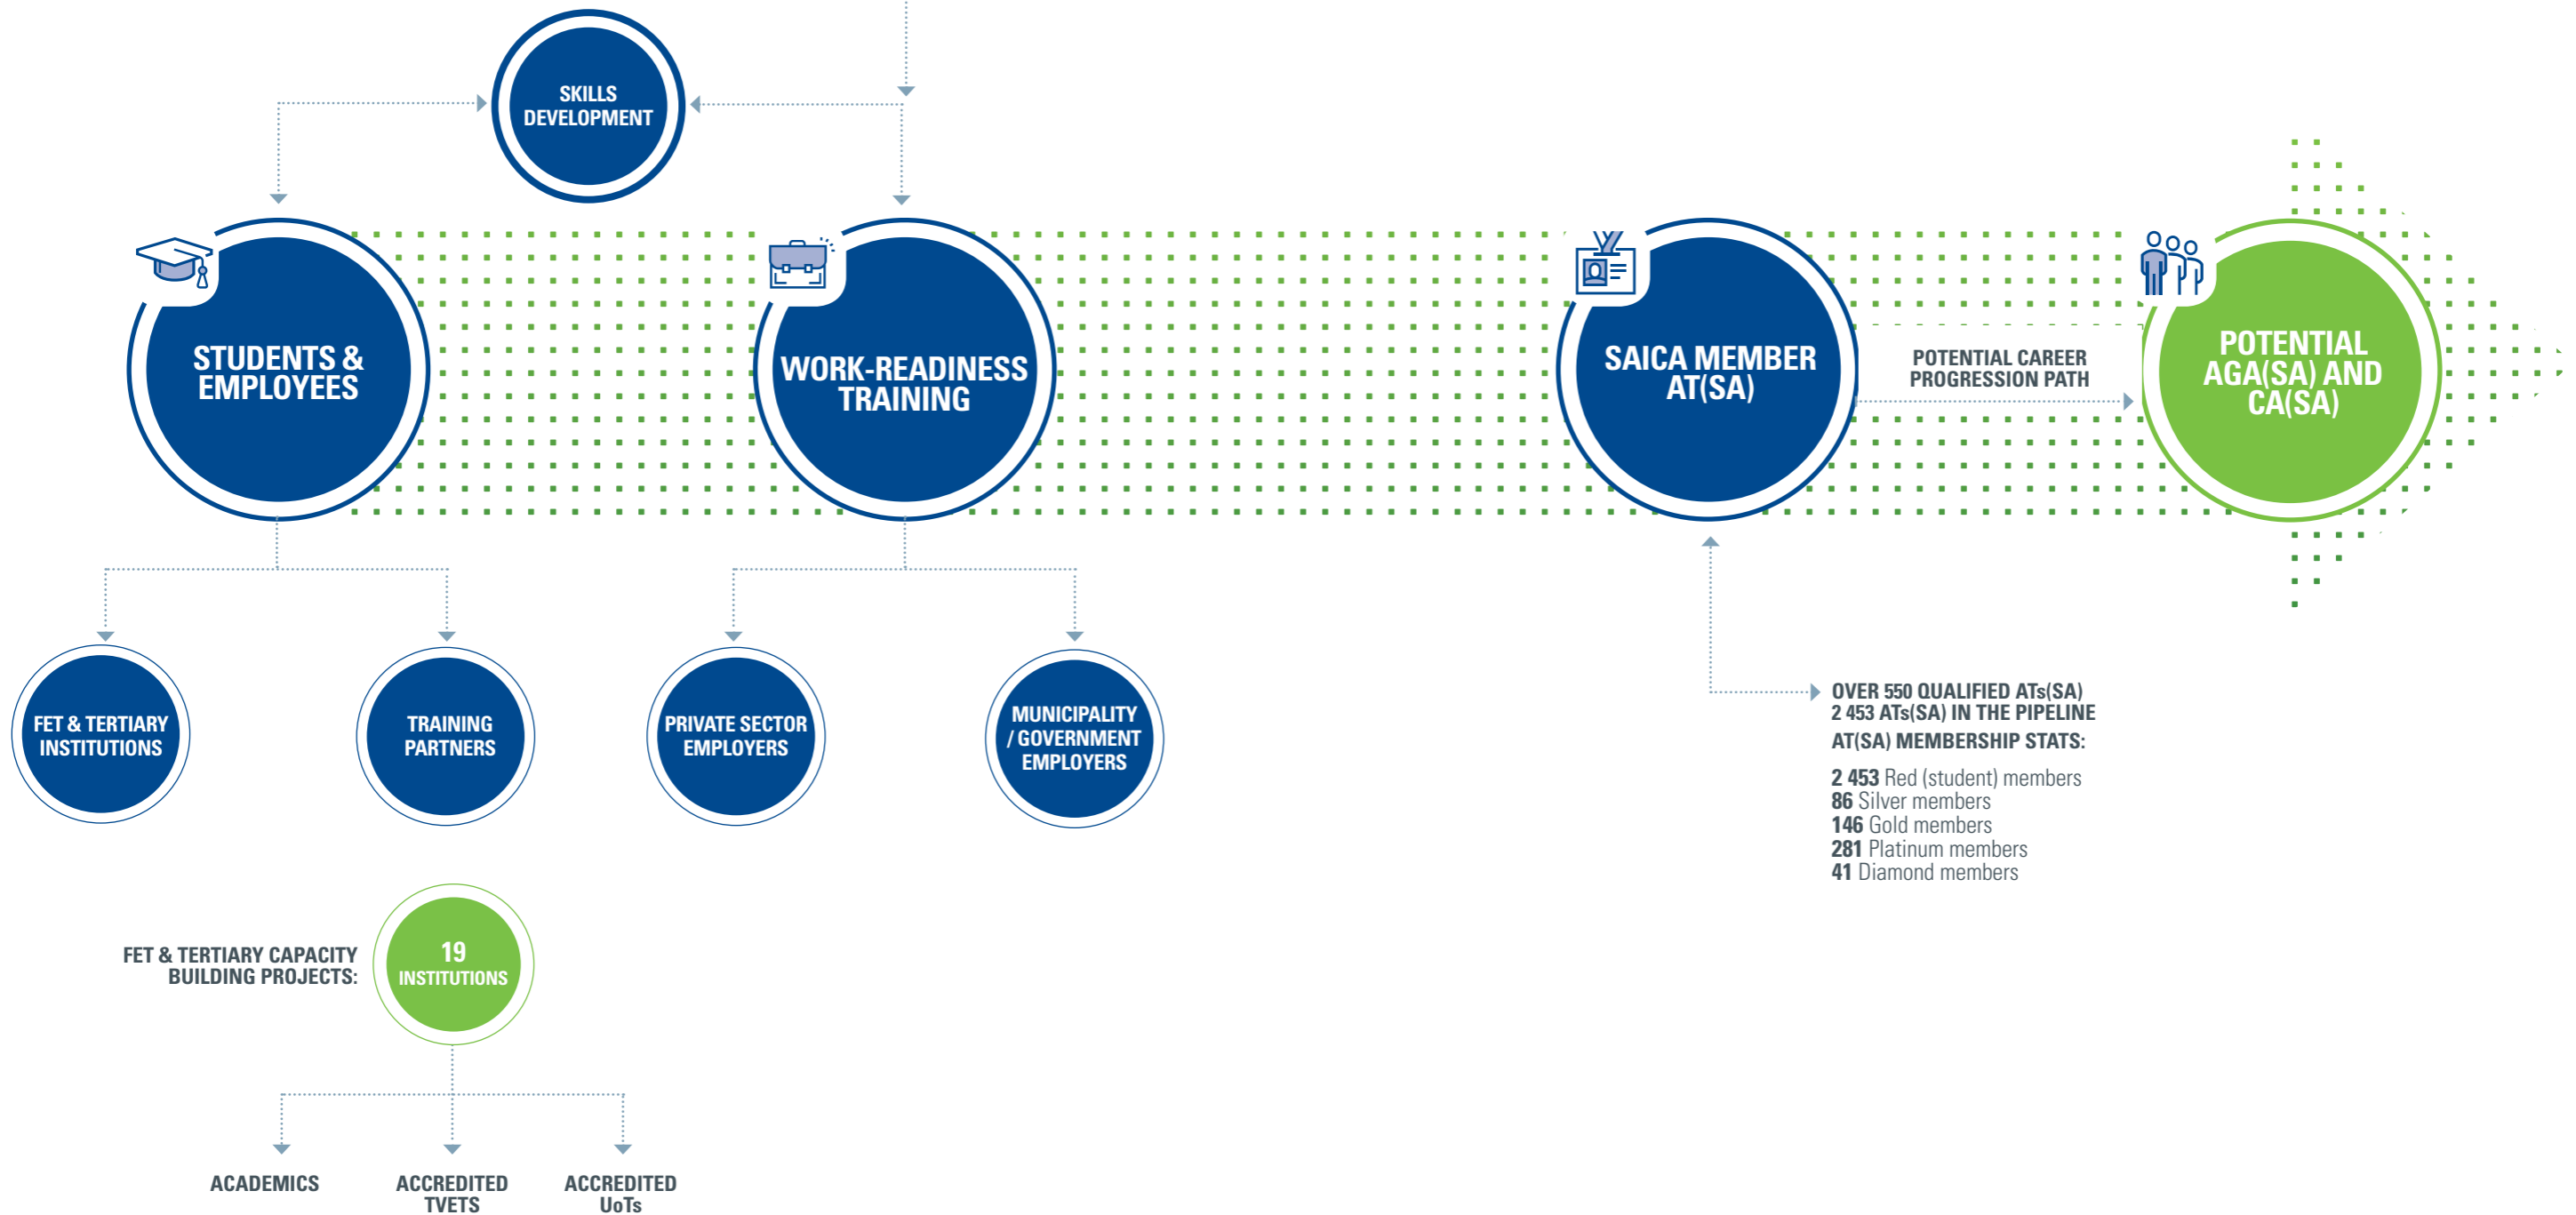 SKILLS
DEVELOPMENT
STUDENTS &
EMPLOYEES
WORK-READINESS
TRAINING
SAICA MEMBER
AT(SA)
POTENTIAL CAREER
PROGRESSION PATH
POTENTIAL
AGA(SA) AND
CA(SA)
FET & TERTIARY
INSTITUTIONS
TRAINING
PARTNERS
PRIVATE SECTOR
EMPLOYERS
MUNICIPALITY
/ GOVERNMENT
EMPLOYERS
OVER 550 QUALIFIED ATs(SA)
2 453 ATs(SA) IN THE PIPELINE
AT(SA) MEMBERSHIP STATS:
2 453 Red (student) members
86 Silver members
146 Gold members
281 Platinum members
41 Diamond members
FET & TERTIARY CAPACITY
BUILDING PROJECTS:
19
INSTITUTIONS
ACADEMICS
ACCREDITED
TVETS
ACCREDITED
UoTs